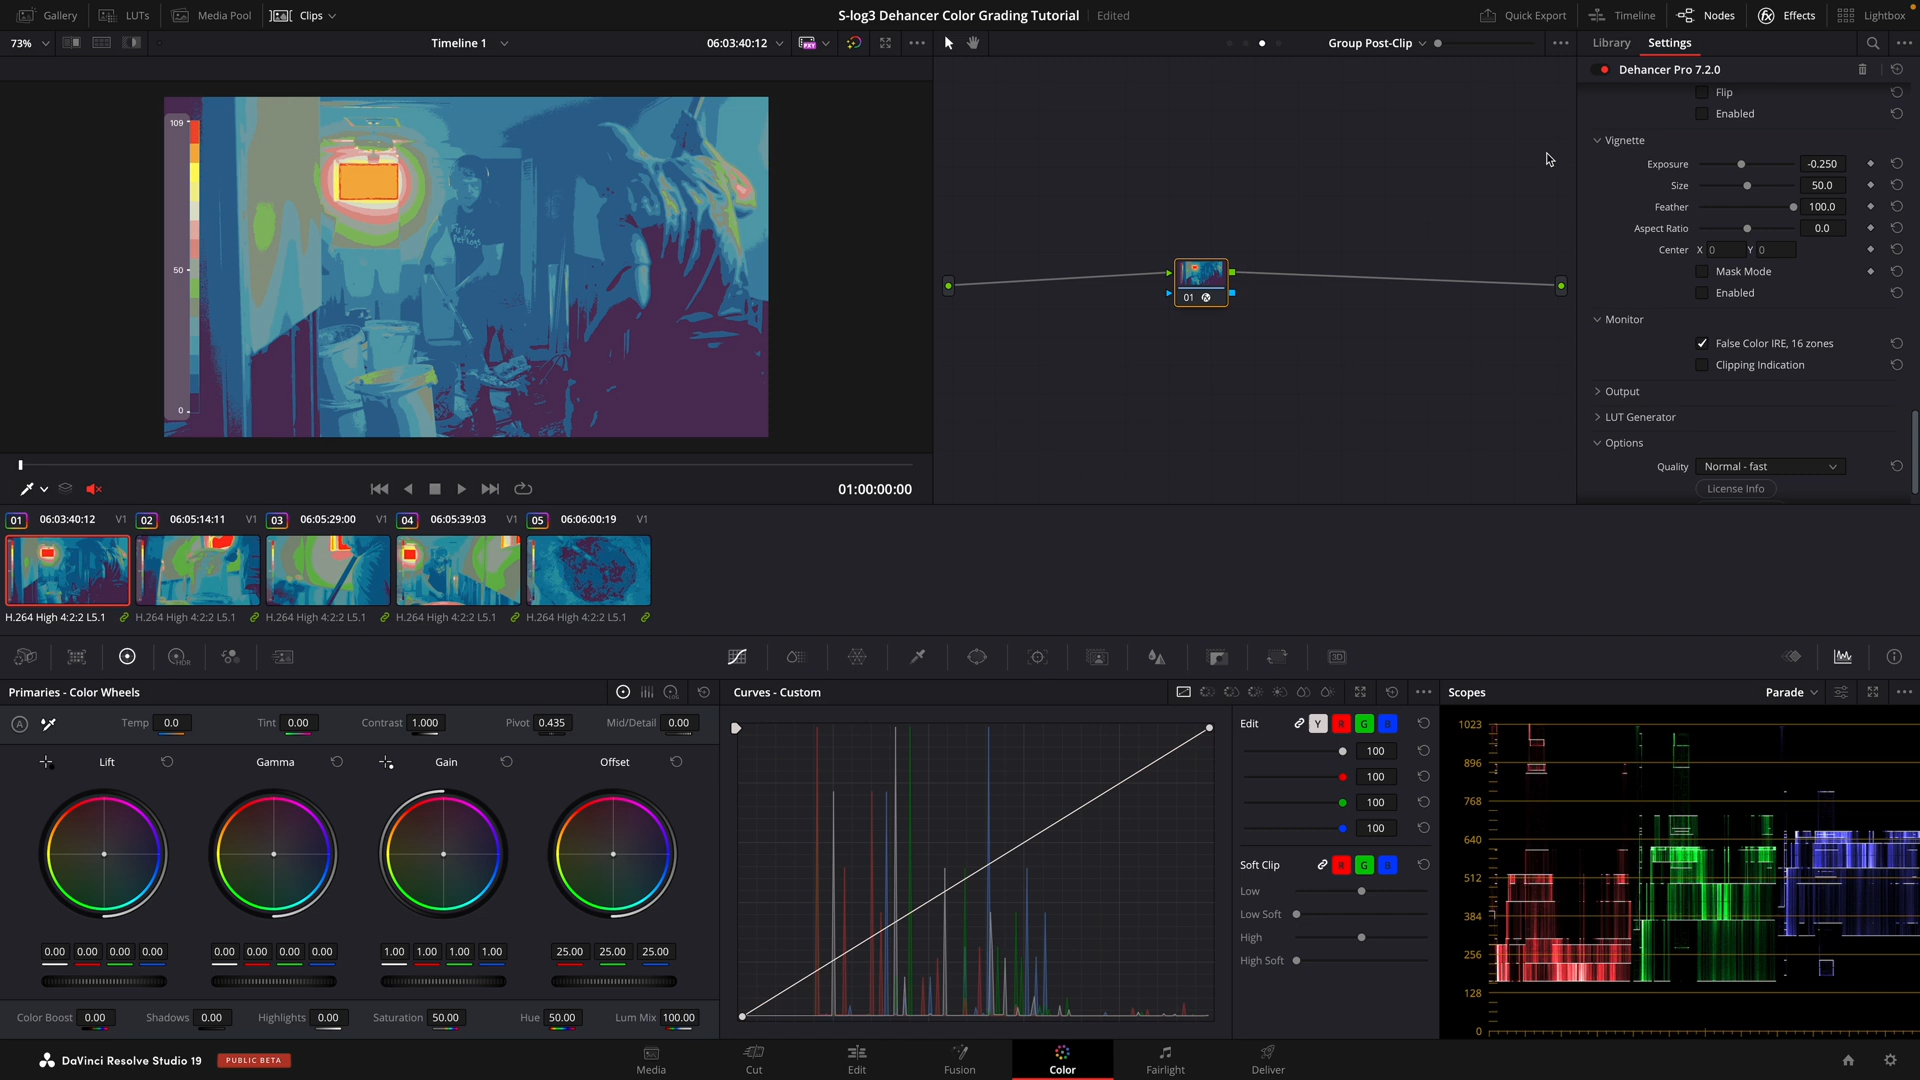 Gallery LUTs Media Pool Clips S-log3 Dehancer Color Grading Tutorial Edited Quick Export Timeline Nodes Effects Lightbox
73% Timeline 1 06:03:40:12 PXY Group Post-Clip Library Settings
Dehancer Pro 7.2.0
Flip
Enabled
Vignette
Exposure -0.250
Size 50.0
Feather 100.0
Aspect Ratio 0.0
Center X 0 Y 0
Mask Mode
Enabled
Monitor
False Color IRE, 16 zones
Clipping Indication
Output
LUT Generator
Options
Quality Normal - fast
License Info
109
50
0
01
01:00:00:00
01 06:03:40:12 V1 02 06:05:14:11 V1 03 06:05:29:00 V1 04 06:05:39:03 V1 05 06:06:00:19 V1
H.264 High 4:2:2 L5.1 H.264 High 4:2:2 L5.1 H.264 High 4:2:2 L5.1 H.264 High 4:2:2 L5.1 H.264 High 4:2:2 L5.1
HDR 3D
Primaries - Color Wheels LOG
A Temp 0.0 Tint 0.00 Contrast 1.000 Pivot 0.435 Mid/Detail 0.00
Lift Gamma Gain Offset
0.00 0.00 0.00 0.00 0.00 0.00 0.00 0.00 1.00 1.00 1.00 1.00 25.00 25.00 25.00
Color Boost 0.00 Shadows 0.00 Highlights 0.00 Saturation 50.00 Hue 50.00 Lum Mix 100.00
Curves - Custom
Edit Y R G B
100
100
100
100
Soft Clip R G B
Low
Low Soft
High
High Soft
Scopes Parade
1023
896
768
640
512
384
256
128
0
DaVinci Resolve Studio 19 PUBLIC BETA
Media Cut Edit Fusion Color Fairlight Deliver